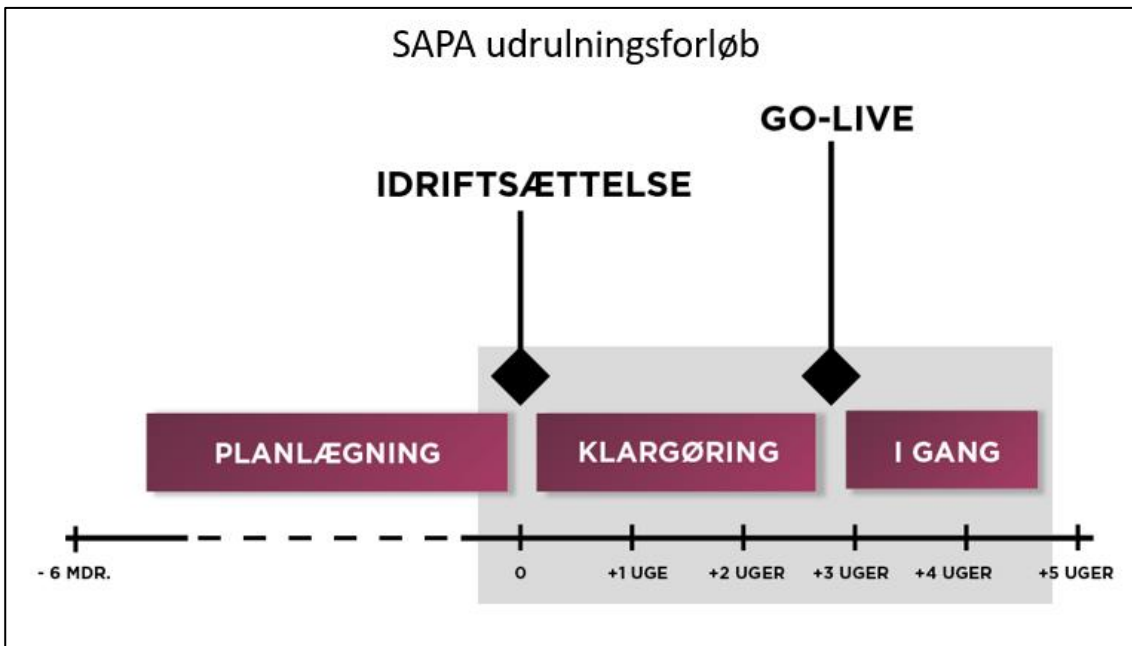 SAPA udrulningsforløb
GO-LIVE
IDRIFTSÆTTELSE
PLANLÆGNING
KLARGØRING
I GANG
- 6 MDR.
0
+1 UGE
+2 UGER
+3 UGER
+4 UGER
+5 UGER